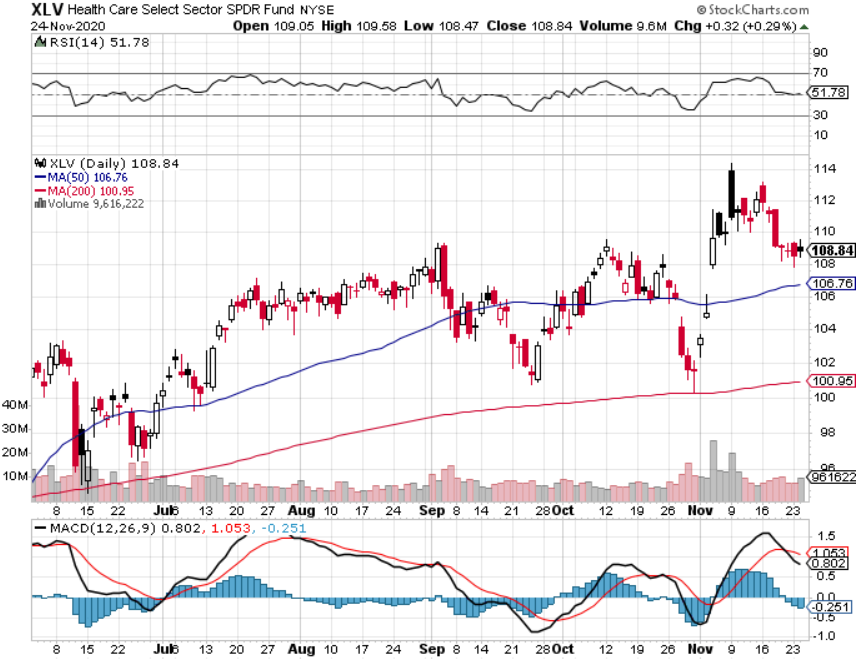 XLV Health Care Select Sector SPDR Fund NYSE © StockCharts.com
24-Nov-2020 Open 109.05 High 109.58 Low 108.47 Close 108.84 Volume 9.6M Chg +0.32 (+0.29%)
RSI(14) 51.78
90
70
51.78
30
10
XLV (Daily) 108.84
MA(50) 106.76
MA(200) 100.95
Volume 9,616,222
114
112
110
108.84
108
106.76
106
104
102
100.95
100
98
96
40M
30M
20M
10M
9616222
8 15 22 Jul 6 13 20 27 Aug 10 17 24 Sep 8 14 21 28 Oct 12 19 26 Nov 9 16 23
MACD(12,26,9) 0.802, 1.053, -0.251
1.5
1.053
0.802
0.5
0.0
-0.251
-0.5
-1.0
8 15 22 Jul 6 13 20 27 Aug 10 17 24 Sep 8 14 21 28 Oct 12 19 26 Nov 9 16 23